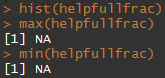 > hist(helpfullfrac)
> max(helpfullfrac)
[1] NA
> min(helpfullfrac)
[1] NA